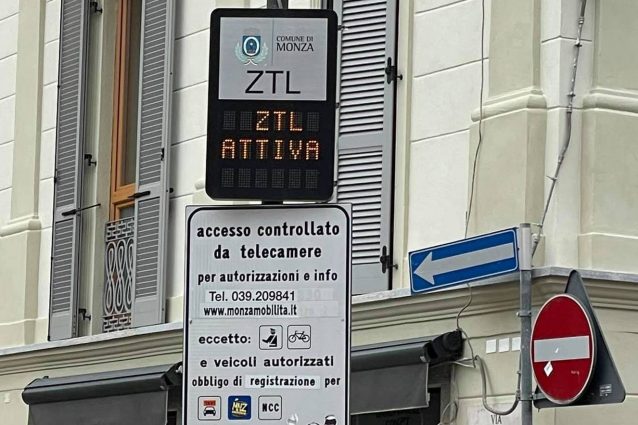 COMUNE DI
MONZA
ZTL
ZTL
ATTIVA
accesso controllato
da telecamere
per autorizzazioni e info
Tel. 039.209841
www.monzamobilita.it
eccetto:
e veicoli autorizzati
obbligo di registrazione per
NCC
VIA